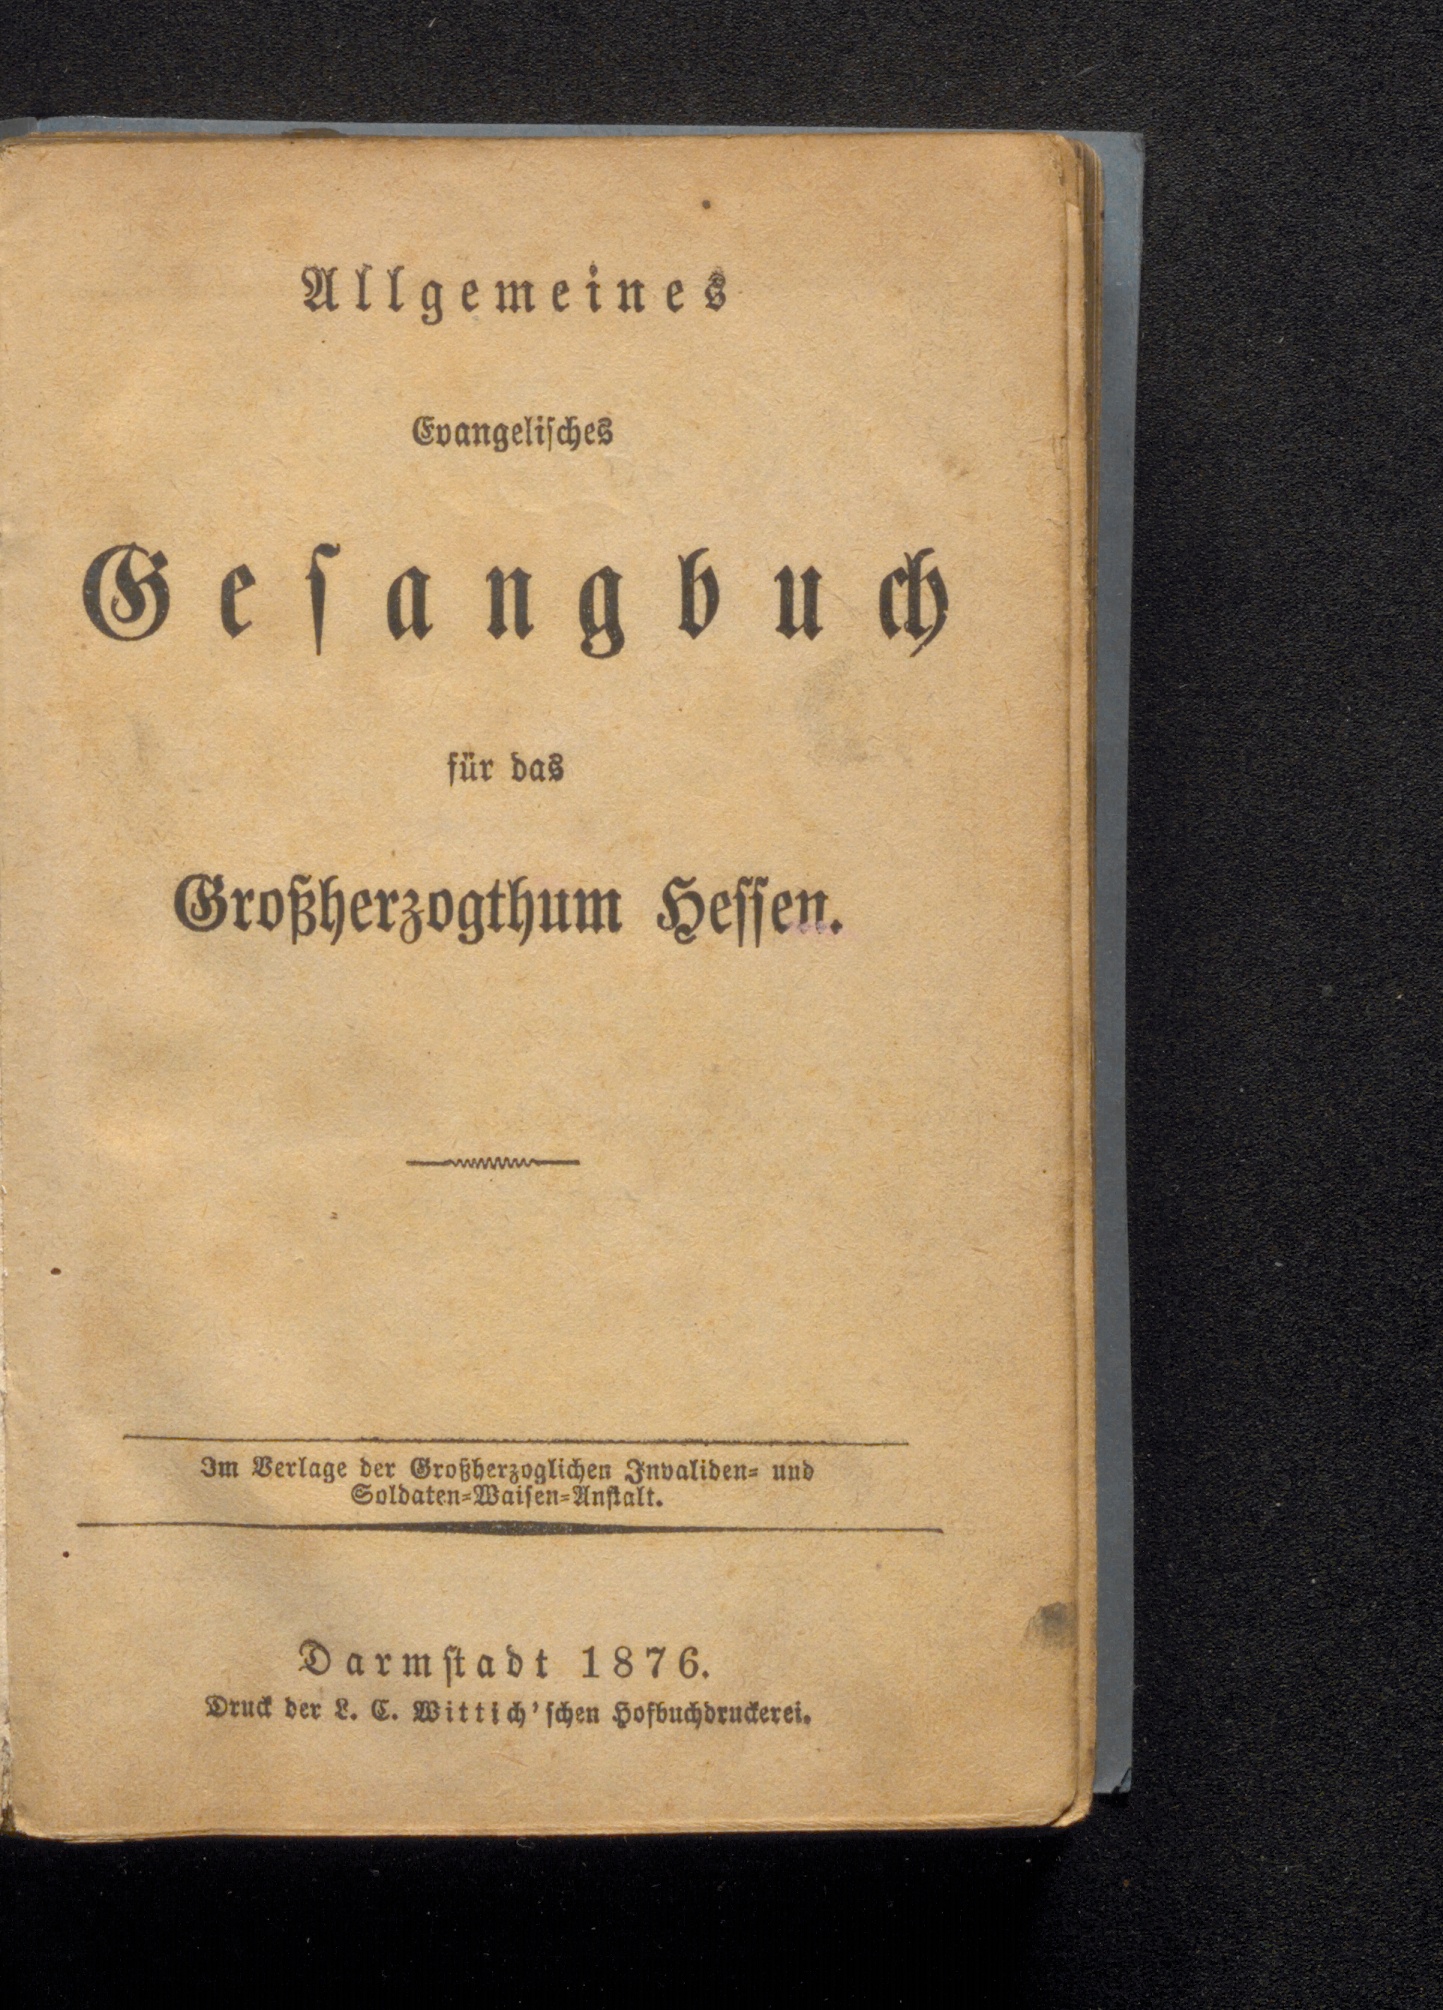 Allgemeines
Evangeliſches
Geſangbuch
für das
Großherzogthum Heſſen.
Im Verlage der Großherzoglichen Invaliden- und
Soldaten-Waiſen-Anſtalt.
Darmſtadt 1876.
Druck der L. C. Wittich'ſchen Hofbuchdruckerei.